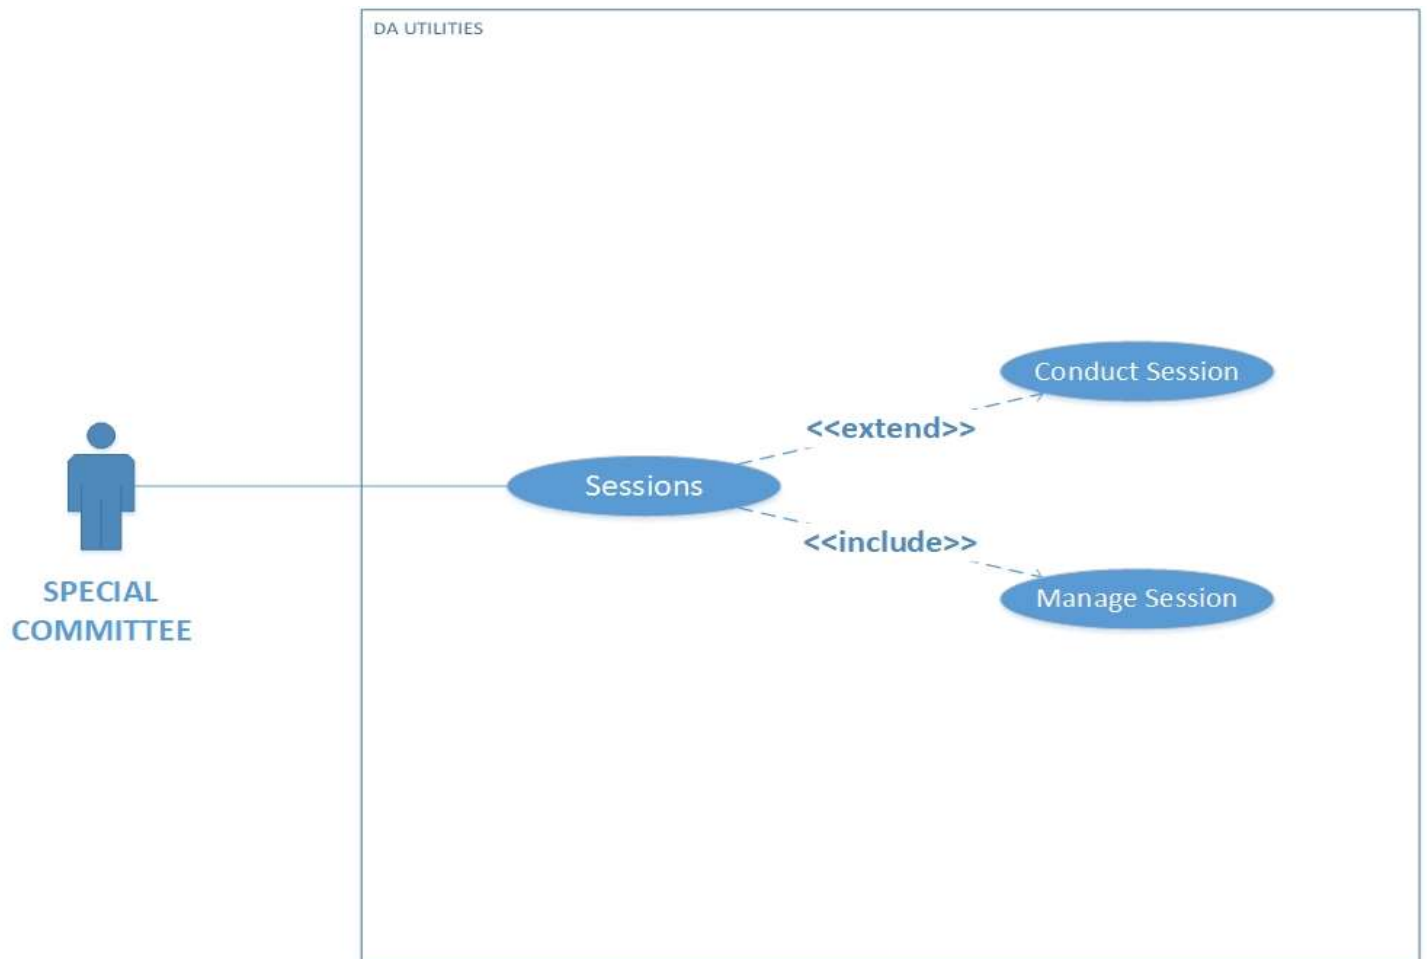 DA UTILITIES
Conduct Session
<<extend>>
Sessions
<<include>>
Manage Session
SPECIAL
COMMITTEE